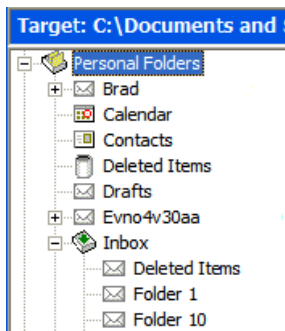 Target: C:\Documents and
Personal Folders
Brad
Calendar
Contacts
Deleted Items
Drafts
Evno4v30aa
Inbox
Deleted Items
Folder 1
Folder 10